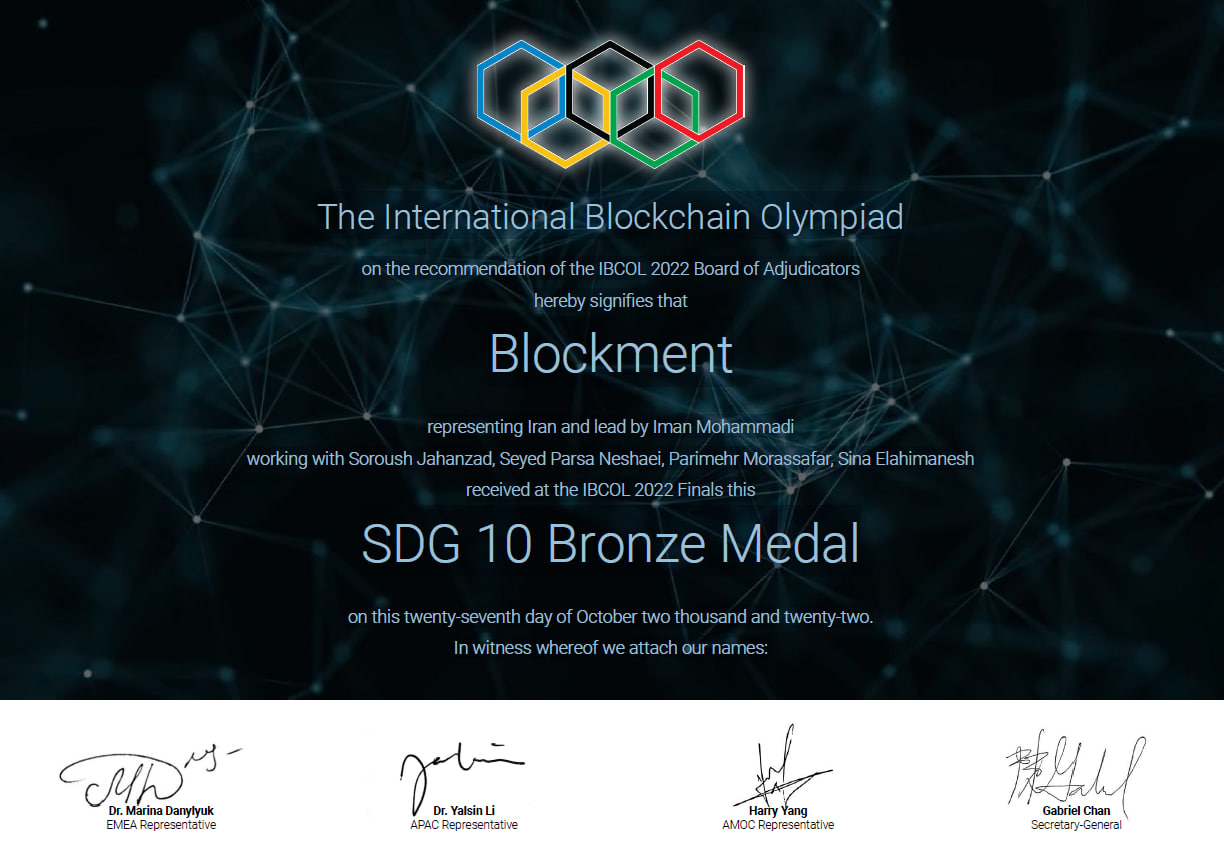 The International Blockchain Olympiad
on the recommendation of the IBCOL 2022 Board of Adjudicators
hereby signifies that
Blockment
representing Iran and lead by Iman Mohammadi
working with Soroush Jahanzad, Seyed Parsa Neshaei, Parimehr Morassafar, Sina Elahimanesh
received at the IBCOL 2022 Finals this
SDG 10 Bronze Medal
on this twenty-seventh day of October two thousand and twenty-two.
In witness whereof we attach our names:
Dr. Marina Danylyuk
EMEA Representative
Dr. Yalsin Li
APAC Representative
Harry Yang
AMOC Representative
Gabriel Chan
Secretary-General